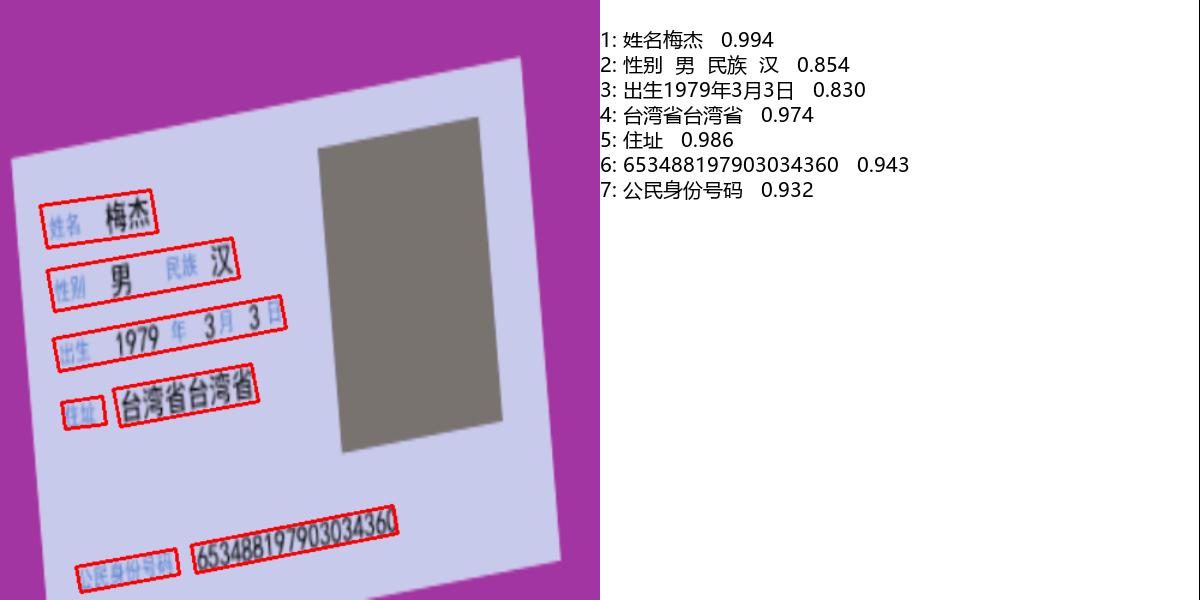 姓名 梅杰
性别 男 民族 汉
出生 1979 年 3 月 3 日
住址 台湾省台湾省
公民身份号码 653488197903034360
1: 姓名梅杰 0.994
2: 性别 男 民族 汉 0.854
3: 出生1979年3月3日 0.830
4: 台湾省台湾省 0.974
5: 住址 0.986
6: 653488197903034360 0.943
7: 公民身份号码 0.932